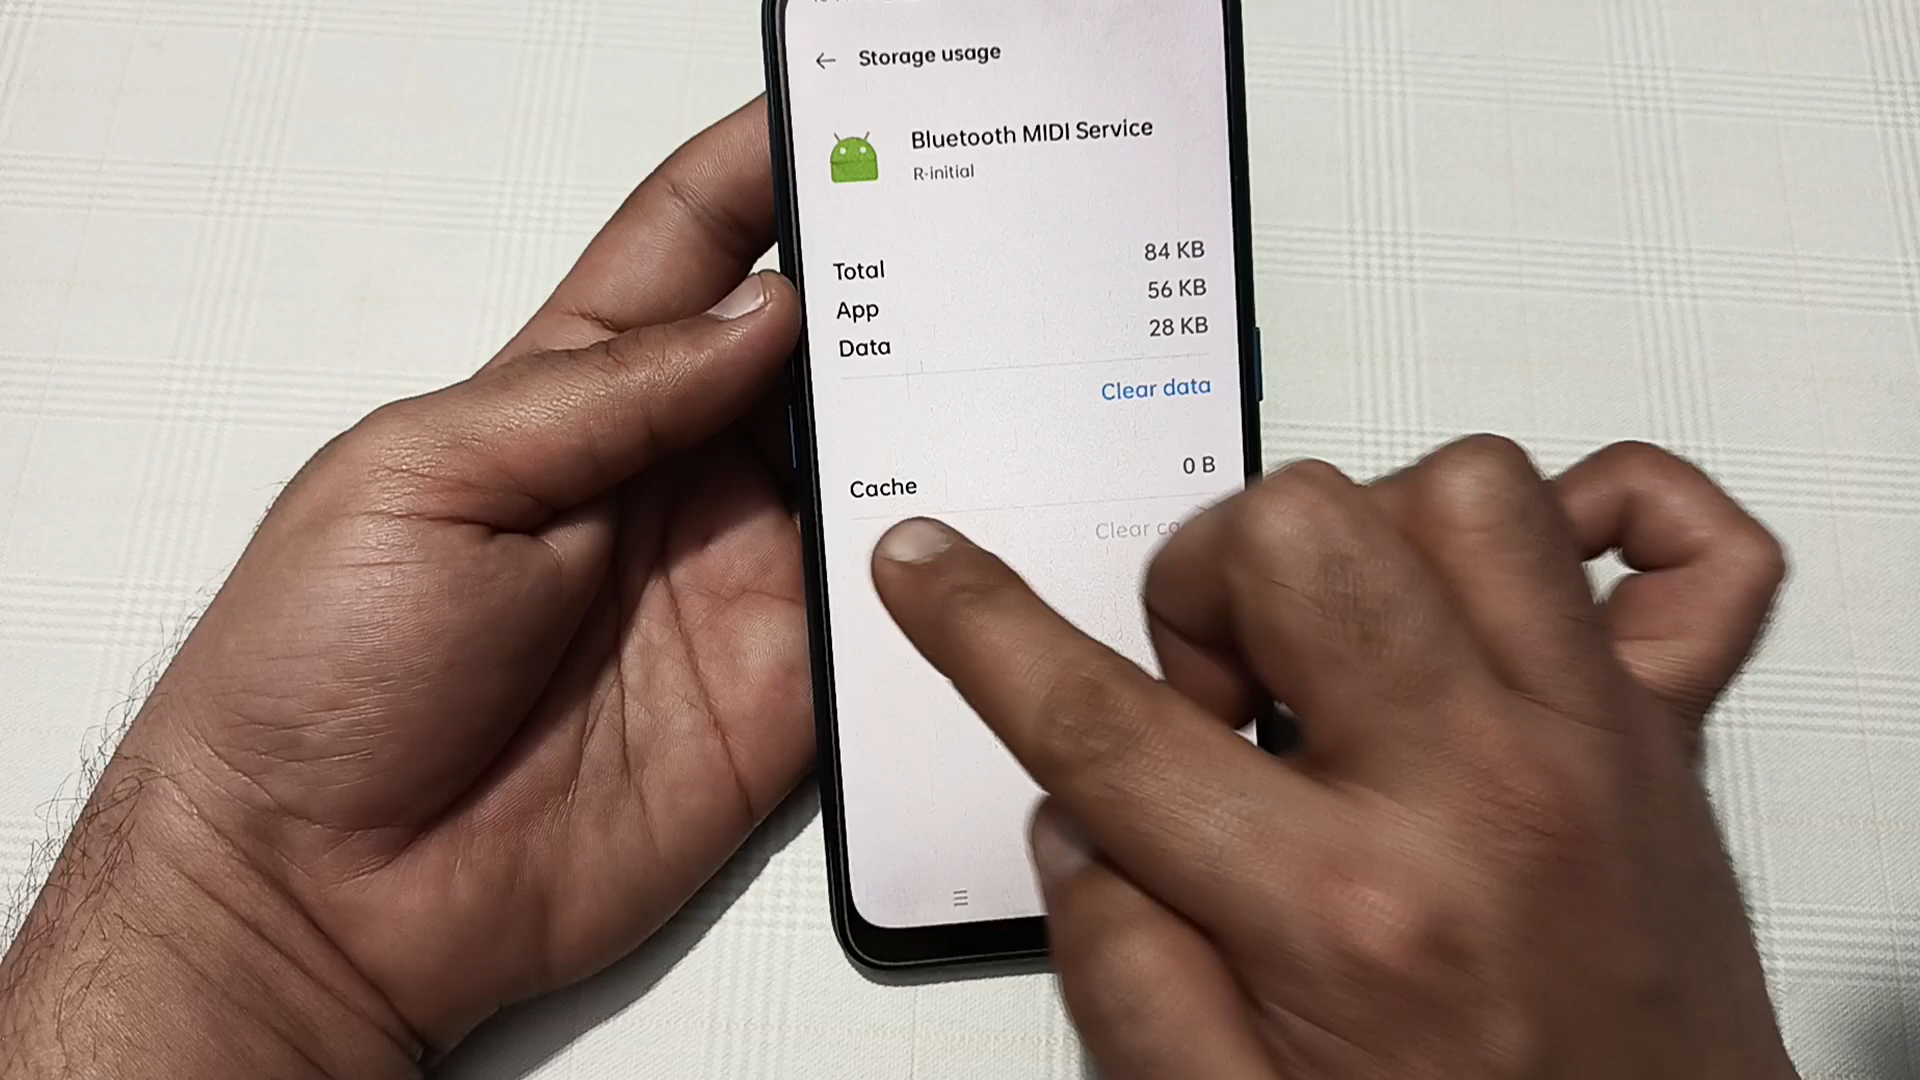 Storage usage
Bluetooth MIDI Service
R-initial
Total 84 KB
App 56 KB
Data 28 KB
Clear data
Cache 0 B
Clear